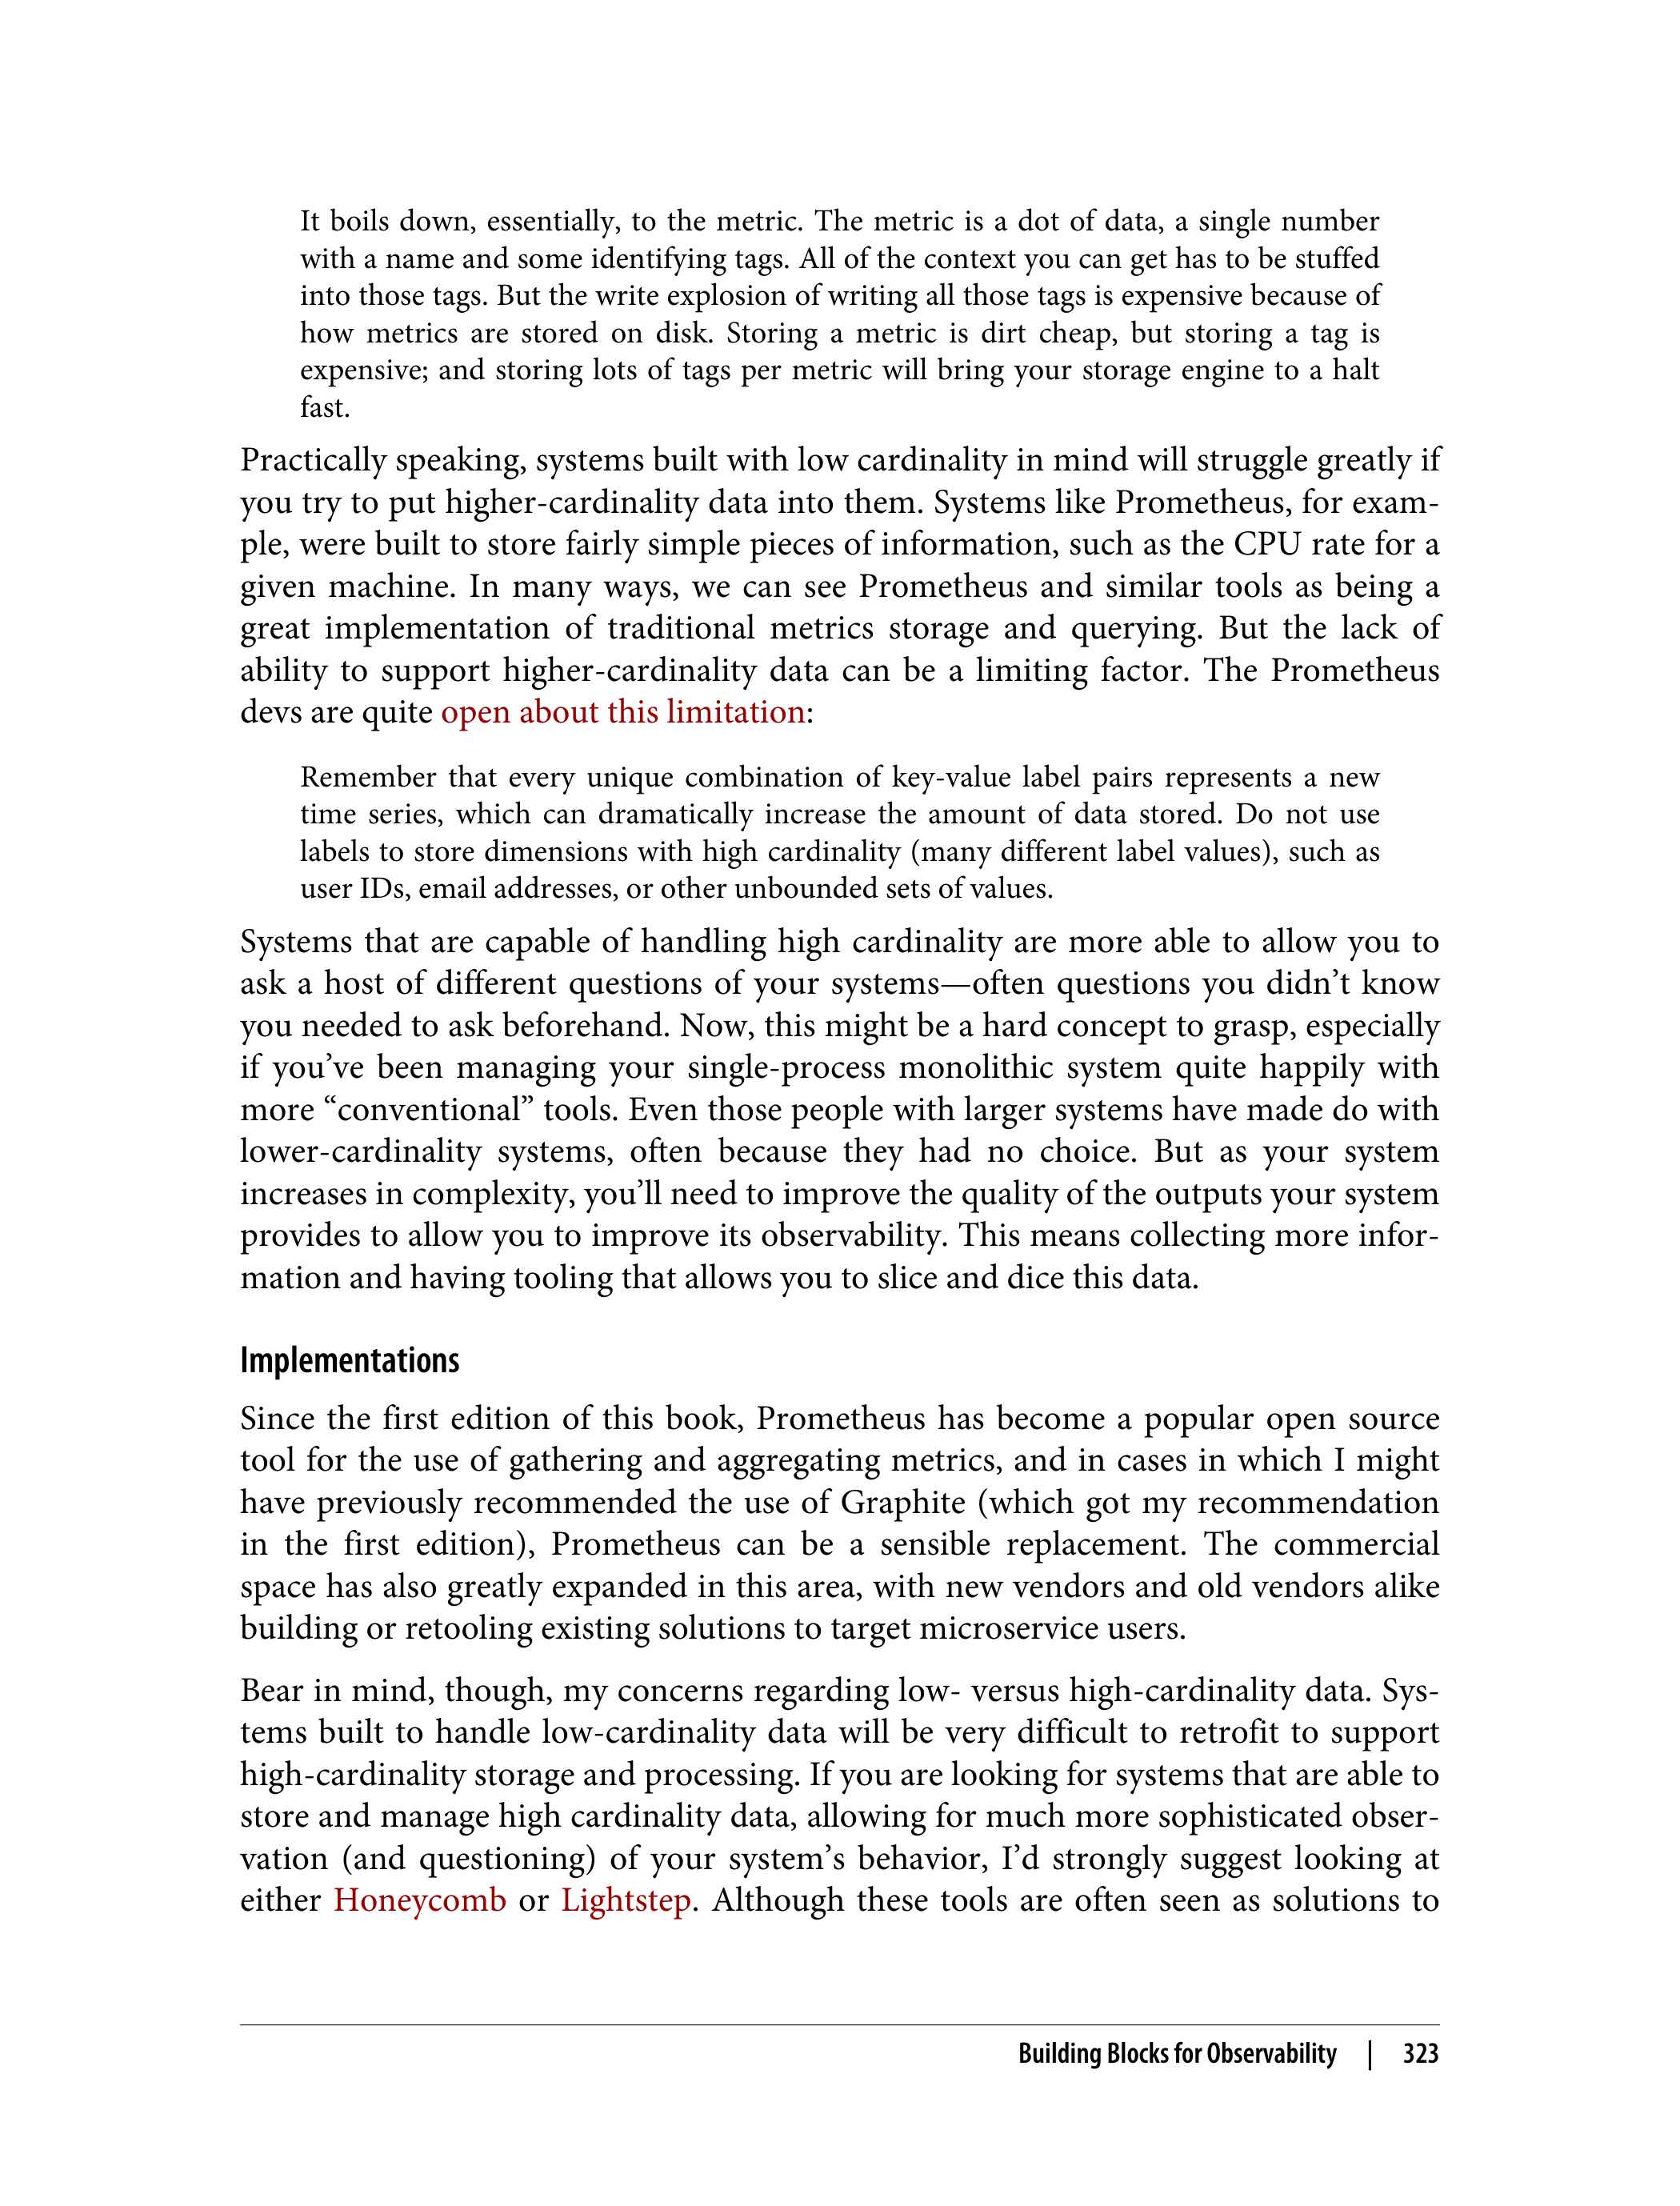 It boils down, essentially, to the metric. The metric is a dot of data, a single number
with a name and some identifying tags. All of the context you can get has to be stuffed
into those tags. But the write explosion of writing all those tags is expensive because of
how metrics are stored on disk. Storing a metric is dirt cheap, but storing a tag is
expensive; and storing lots of tags per metric will bring your storage engine to a halt
fast.
Practically speaking, systems built with low cardinality in mind will struggle greatly if
you try to put higher-cardinality data into them. Systems like Prometheus, for exam-
ple, were built to store fairly simple pieces of information, such as the CPU rate for a
given machine. In many ways, we can see Prometheus and similar tools as being a
great implementation of traditional metrics storage and querying. But the lack of
ability to support higher-cardinality data can be a limiting factor. The Prometheus
devs are quite open about this limitation:
Remember that every unique combination of key-value label pairs represents a new
time series, which can dramatically increase the amount of data stored. Do not use
labels to store dimensions with high cardinality (many different label values), such as
user IDs, email addresses, or other unbounded sets of values.
Systems that are capable of handling high cardinality are more able to allow you to
ask a host of different questions of your systems—often questions you didn’t know
you needed to ask beforehand. Now, this might be a hard concept to grasp, especially
if you’ve been managing your single-process monolithic system quite happily with
more “conventional” tools. Even those people with larger systems have made do with
lower-cardinality systems, often because they had no choice. But as your system
increases in complexity, you’ll need to improve the quality of the outputs your system
provides to allow you to improve its observability. This means collecting more infor-
mation and having tooling that allows you to slice and dice this data.
Implementations
Since the first edition of this book, Prometheus has become a popular open source
tool for the use of gathering and aggregating metrics, and in cases in which I might
have previously recommended the use of Graphite (which got my recommendation
in the first edition), Prometheus can be a sensible replacement. The commercial
space has also greatly expanded in this area, with new vendors and old vendors alike
building or retooling existing solutions to target microservice users.
Bear in mind, though, my concerns regarding low- versus high-cardinality data. Sys-
tems built to handle low-cardinality data will be very difficult to retrofit to support
high-cardinality storage and processing. If you are looking for systems that are able to
store and manage high cardinality data, allowing for much more sophisticated obser-
vation (and questioning) of your system’s behavior, I’d strongly suggest looking at
either Honeycomb or Lightstep. Although these tools are often seen as solutions to
Building Blocks for Observability | 323